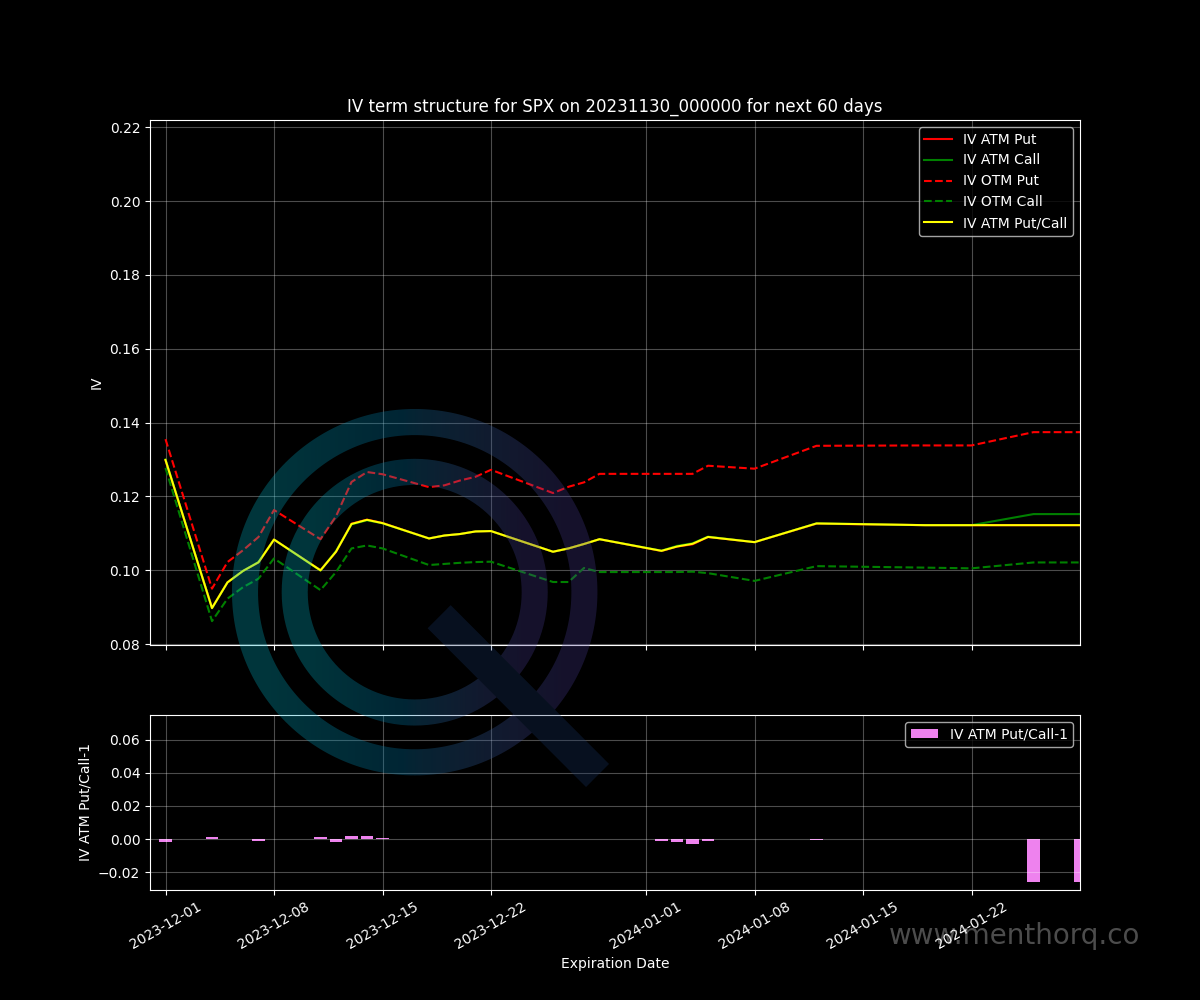 IV term structure for SPX on 20231130_000000 for next 60 days
0.22
0.20
0.18
0.16
0.14
0.12
0.10
0.08
IV
IV ATM Put
IV ATM Call
IV OTM Put
IV OTM Call
IV ATM Put/Call
0.06
0.04
0.02
0.00
−0.02
IV ATM Put/Call-1
IV ATM Put/Call-1
2023-12-01
2023-12-08
2023-12-15
2023-12-22
2024-01-01
2024-01-08
2024-01-15
2024-01-22
www.menthorq.co
Expiration Date